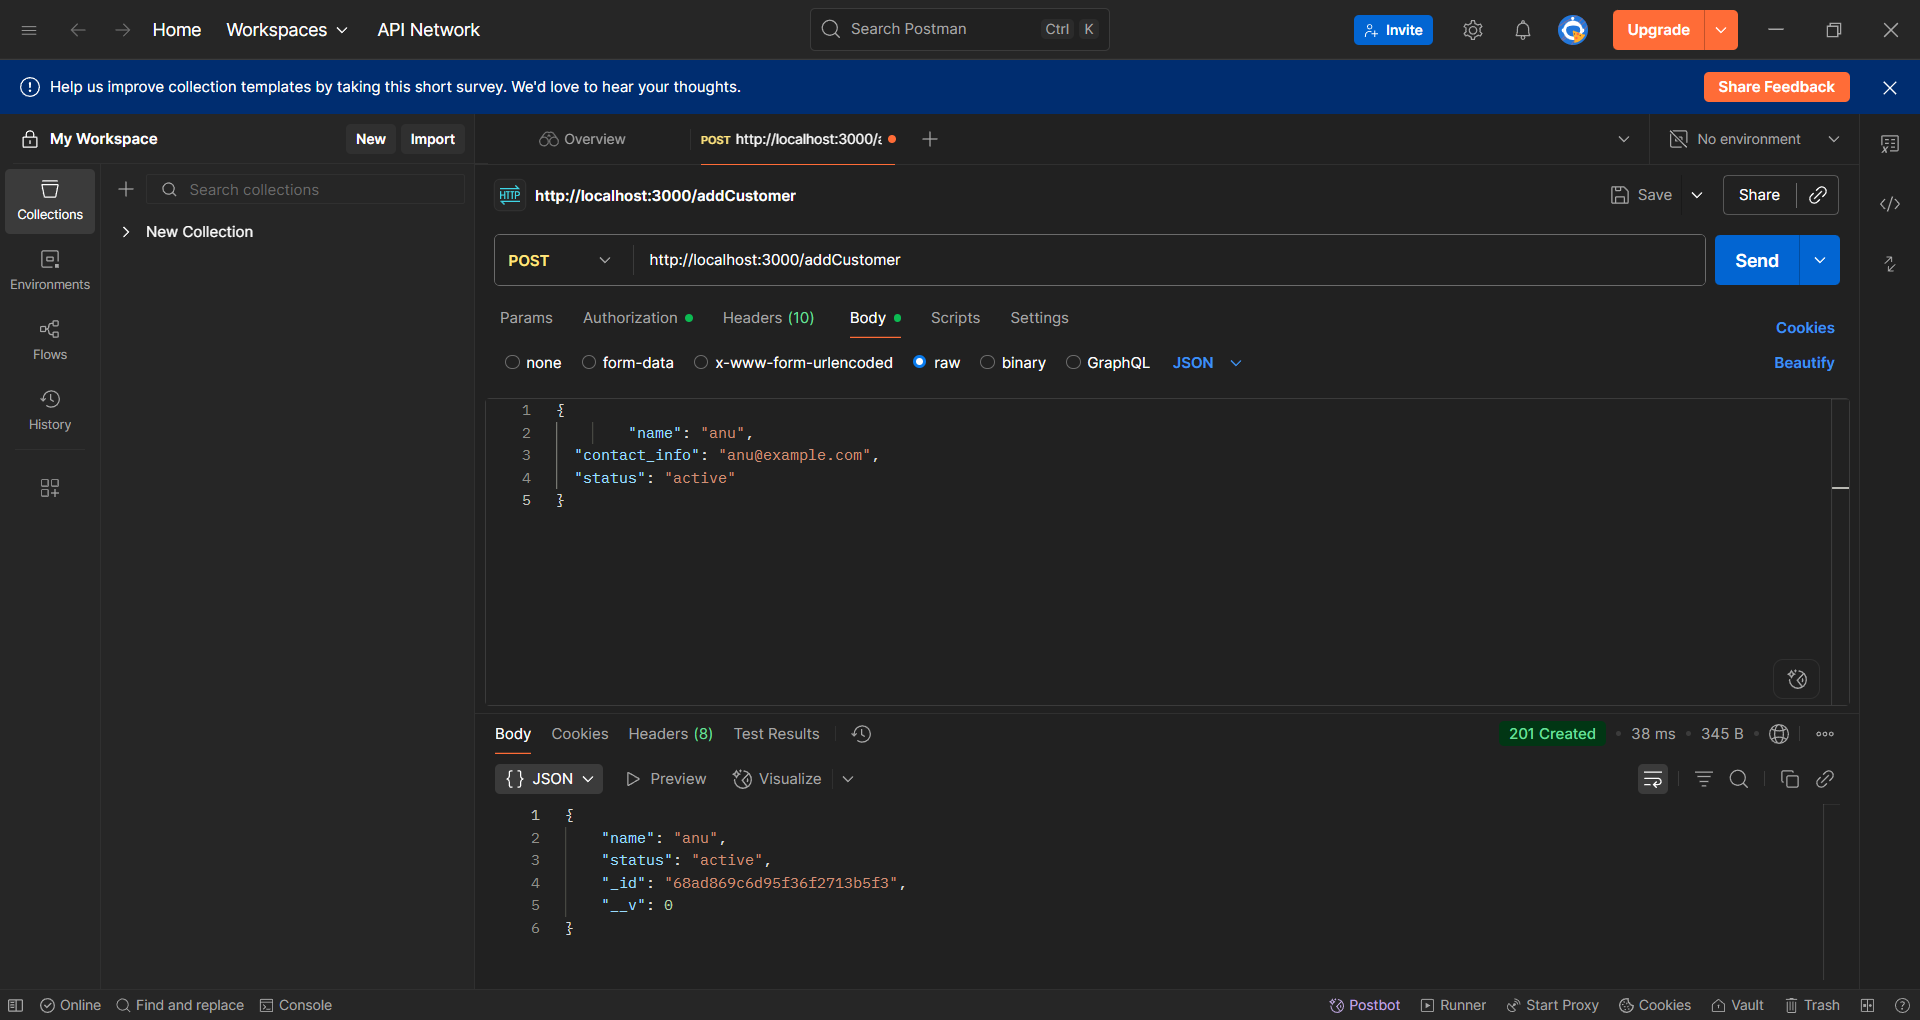 Home Workspaces API Network Search Postman Ctrl K Invite Upgrade
Help us improve collection templates by taking this short survey. We'd love to hear your thoughts. Share Feedback
My Workspace New Import Overview POST http://localhost:3000/a No environment
Collections Search collections
New Collection
Environments
Flows
History
HTTP http://localhost:3000/addCustomer Save Share
POST http://localhost:3000/addCustomer Send
Params Authorization Headers (10) Body Scripts Settings Cookies
none form-data x-www-form-urlencoded raw binary GraphQL JSON Beautify
1 {
2 "name": "anu",
3 "contact_info": "anu@example.com",
4 "status": "active"
5 }
Body Cookies Headers (8) Test Results 201 Created • 38 ms • 345 B •
{} JSON Preview Visualize
1 {
2 "name": "anu",
3 "status": "active",
4 "_id": "68ad869c6d95f36f2713b5f3",
5 "__v": 0
6 }
Online Find and replace Console Postbot Runner Start Proxy Cookies Vault Trash